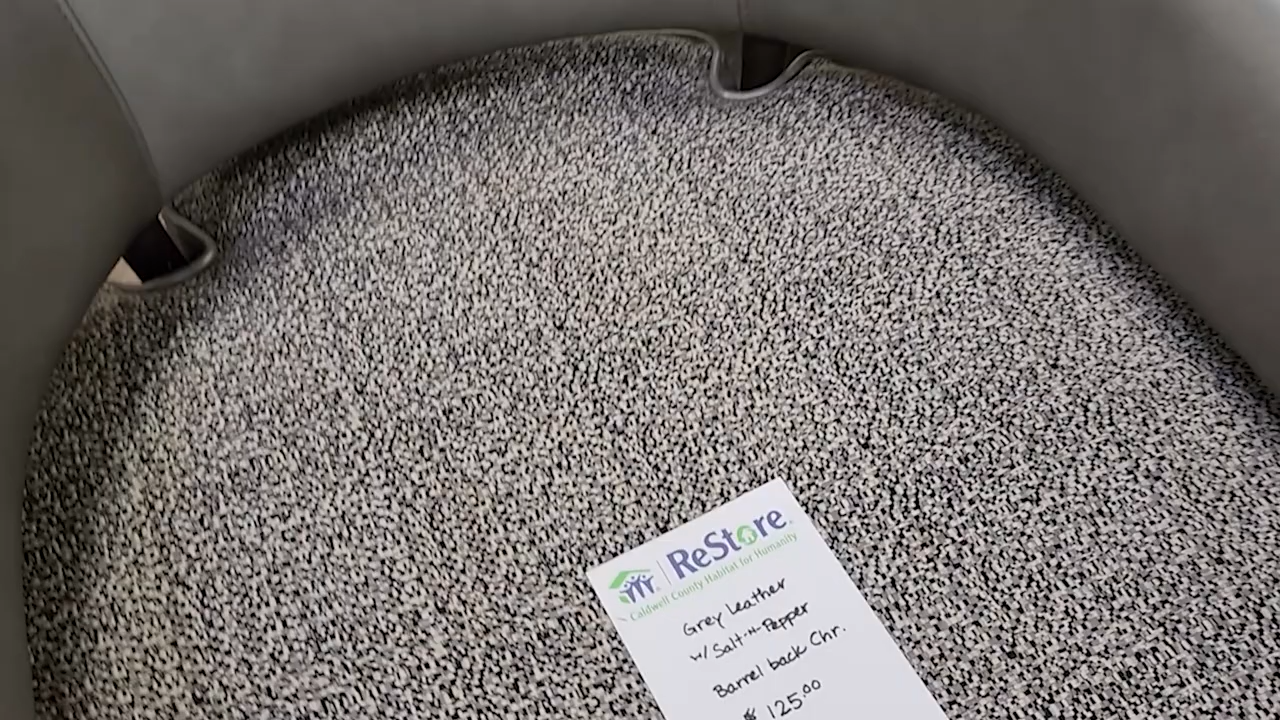 ReStore
Caldwell County Habitat for Humanity
Grey Leather
w/ Salt-N-Pepper
Barrel back Chr.
$ 125.00